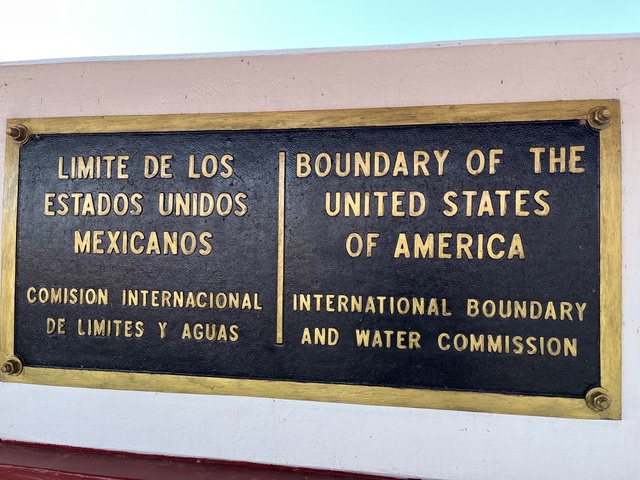 LIMITE DE LOS
ESTADOS UNIDOS
MEXICANOS
COMISION INTERNACIONAL
DE LIMITES Y AGUAS
BOUNDARY OF THE
UNITED STATES
OF AMERICA
INTERNATIONAL BOUNDARY
AND WATER COMMISSION